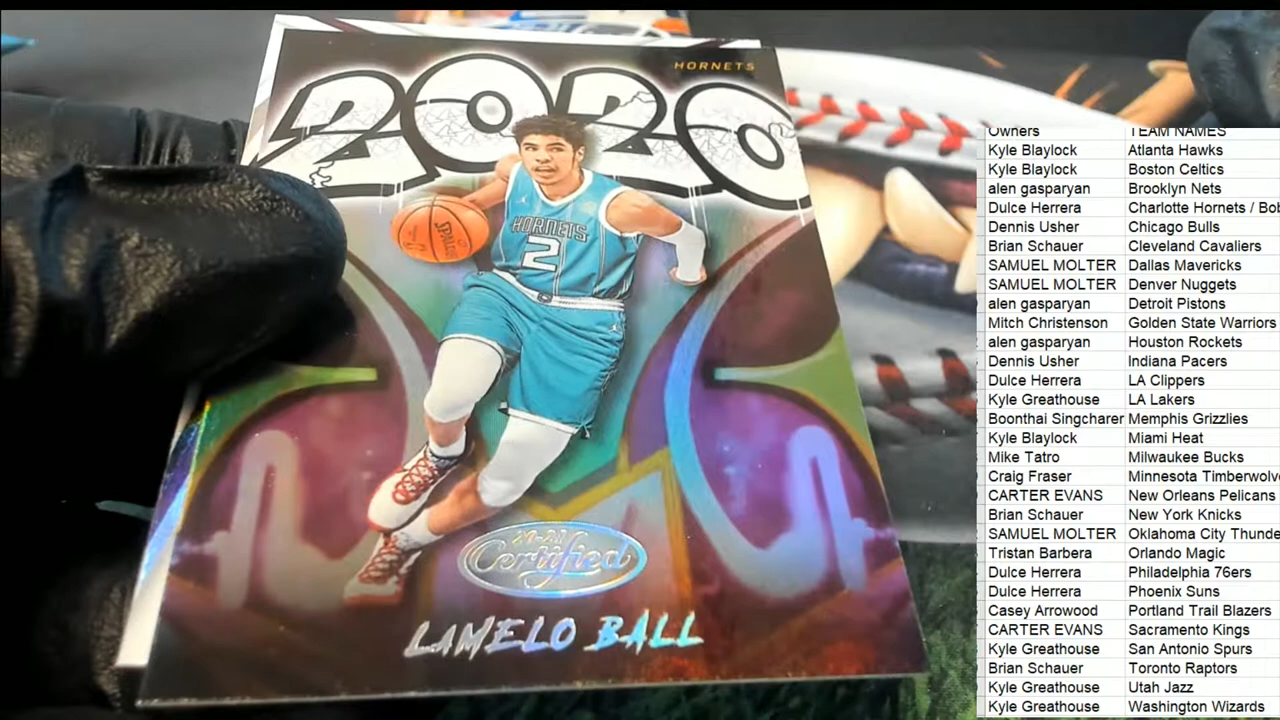 HORNETS
2020
SPALDING
HORNETS
2
20-21
Certified
LAMELO BALL
Owners TEAM NAMES
Kyle Blaylock Atlanta Hawks
Kyle Blaylock Boston Celtics
alen gasparyan Brooklyn Nets
Dulce Herrera Charlotte Hornets / Bob
Dennis Usher Chicago Bulls
Brian Schauer Cleveland Cavaliers
SAMUEL MOLTER Dallas Mavericks
SAMUEL MOLTER Denver Nuggets
alen gasparyan Detroit Pistons
Mitch Christenson Golden State Warriors
alen gasparyan Houston Rockets
Dennis Usher Indiana Pacers
Dulce Herrera LA Clippers
Kyle Greathouse LA Lakers
Boonthai Singcharer Memphis Grizzlies
Kyle Blaylock Miami Heat
Mike Tatro Milwaukee Bucks
Craig Fraser Minnesota Timberwolv
CARTER EVANS New Orleans Pelicans
Brian Schauer New York Knicks
SAMUEL MOLTER Oklahoma City Thunde
Tristan Barbera Orlando Magic
Dulce Herrera Philadelphia 76ers
Dulce Herrera Phoenix Suns
Casey Arrowood Portland Trail Blazers
CARTER EVANS Sacramento Kings
Kyle Greathouse San Antonio Spurs
Brian Schauer Toronto Raptors
Kyle Greathouse Utah Jazz
Kyle Greathouse Washington Wizards